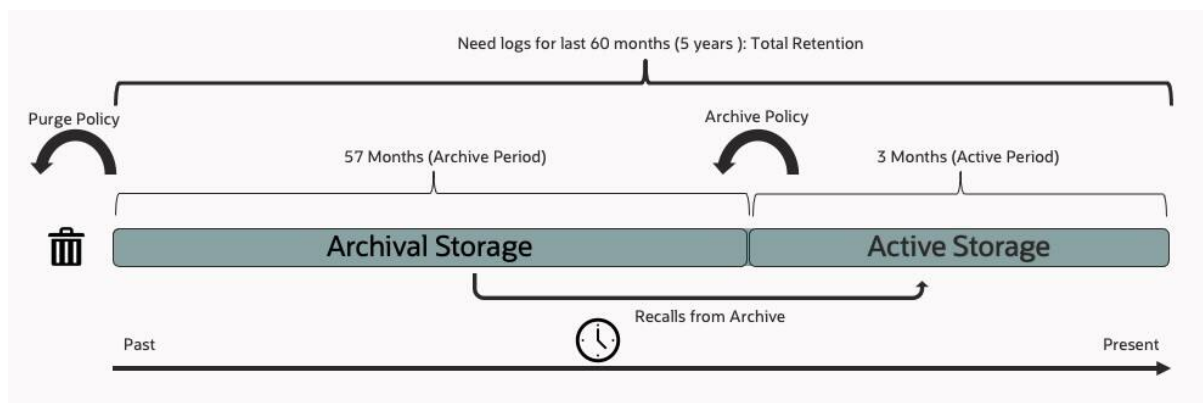 Need logs for last 60 months (5 years ): Total Retention
Purge Policy
Archive Policy
57 Months (Archive Period)
3 Months (Active Period)
Archival Storage
Active Storage
Recalls from Archive
Past
Present